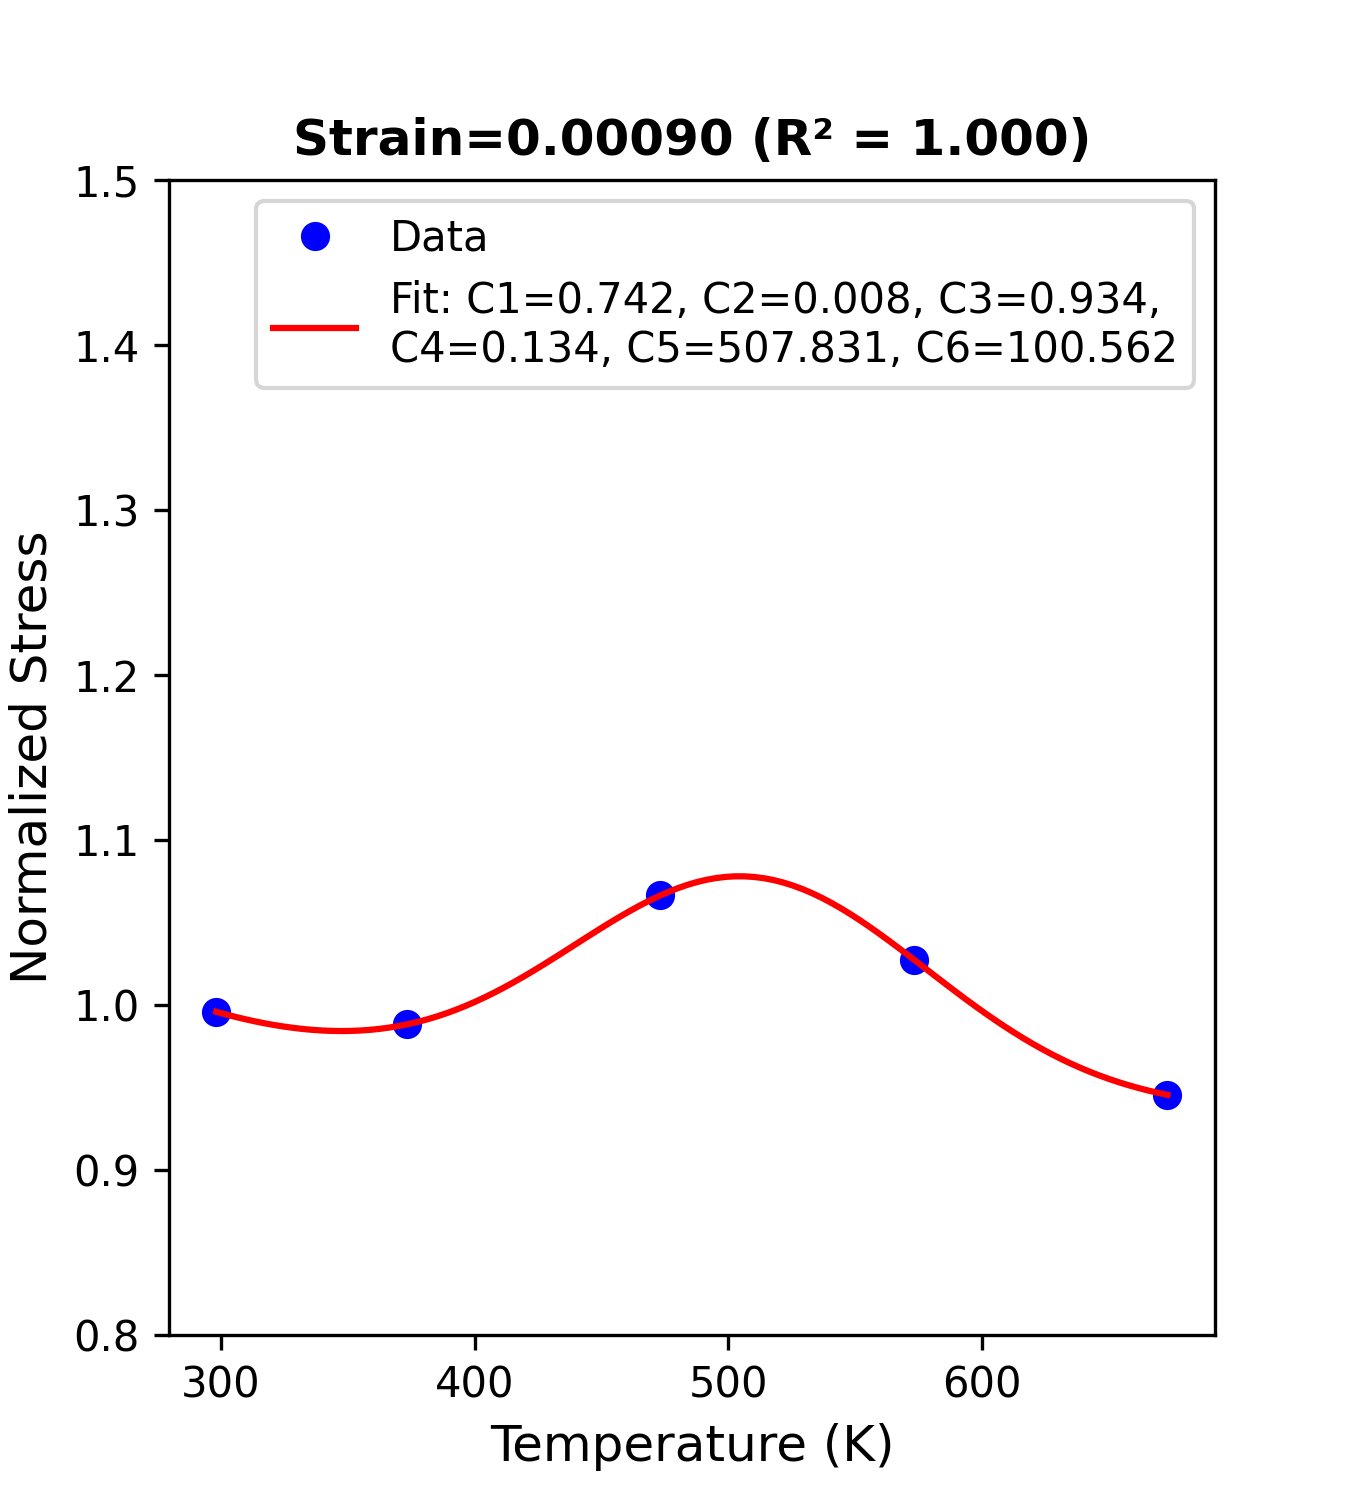 Strain=0.00090 (R² = 1.000)
Data
Fit: C1=0.742, C2=0.008, C3=0.934,
C4=0.134, C5=507.831, C6=100.562
Normalized Stress
1.5
1.4
1.3
1.2
1.1
1.0
0.9
0.8
300 400 500 600
Temperature (K)